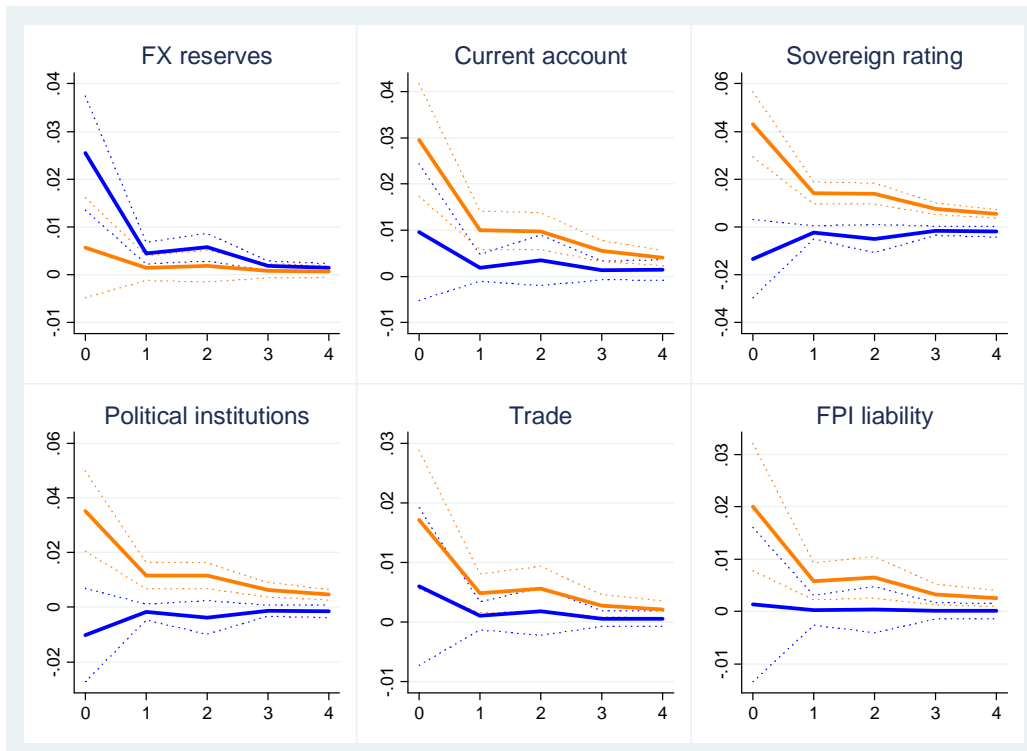 FX reserves
.04
.03
.02
.01
0
-.01
0 1 2 3 4
Current account
.04
.03
.02
.01
0
-.01
0 1 2 3 4
Sovereign rating
.06
.04
.02
0
-.02
-.04
0 1 2 3 4
Political institutions
.06
.04
.02
0
-.02
0 1 2 3 4
Trade
.03
.02
.01
0
-.01
0 1 2 3 4
FPI liability
.03
.02
.01
0
-.01
0 1 2 3 4